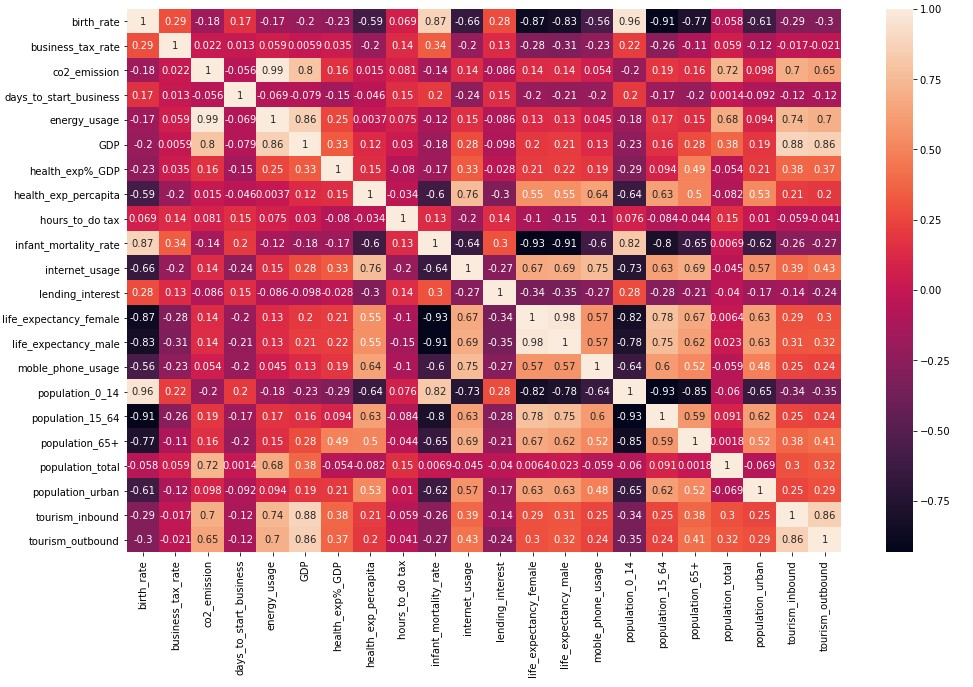 birth_rate 1 0.29 -0.18 0.17 -0.17 -0.2 -0.23 -0.59 0.069 0.87 -0.66 0.28 -0.87 -0.83 -0.56 0.96 -0.91 -0.77 -0.058 -0.61 -0.29 -0.3 1.00
business_tax_rate 0.29 1 0.022 0.013 0.059 0.0059 0.035 -0.2 0.14 0.34 -0.2 0.13 -0.28 -0.31 -0.23 0.22 -0.26 -0.11 0.059 -0.12 -0.017 -0.021
co2_emission -0.18 0.022 1 -0.056 0.99 0.8 0.16 0.015 0.081 -0.14 0.14 -0.086 0.14 0.14 0.054 -0.2 0.19 0.16 0.72 0.098 0.7 0.65
0.75
days_to_start_business 0.17 0.013 -0.056 1 -0.069 -0.079 -0.15 -0.046 0.15 0.2 -0.24 0.15 -0.2 -0.21 -0.2 0.2 -0.17 -0.2 0.0014 -0.092 -0.12 -0.12
energy_usage -0.17 0.059 0.99 -0.069 1 0.86 0.25 0.0037 0.075 -0.12 0.15 -0.086 0.13 0.13 0.045 -0.18 0.17 0.15 0.68 0.094 0.74 0.7
GDP -0.2 0.0059 0.8 -0.079 0.86 1 0.33 0.12 0.03 -0.18 0.28 -0.098 0.2 0.21 0.13 -0.23 0.16 0.28 0.38 0.19 0.88 0.86
0.50
health_exp%_GDP -0.23 0.035 0.16 -0.15 0.25 0.33 1 0.15 -0.08 -0.17 0.33 -0.028 0.21 0.22 0.19 -0.29 0.094 0.49 -0.054 0.21 0.38 0.37
health_exp_percapita -0.59 -0.2 0.015 -0.046 0.0037 0.12 0.15 1 -0.034 -0.6 0.76 -0.3 0.55 0.55 0.64 -0.64 0.63 0.5 -0.082 0.53 0.21 0.2
hours_to_do tax 0.069 0.14 0.081 0.15 0.075 0.03 -0.08 -0.034 1 0.13 -0.2 0.14 -0.1 -0.15 -0.1 0.076 -0.084 -0.044 0.15 0.01 -0.059 -0.041
0.25
infant_mortality_rate 0.87 0.34 -0.14 0.2 -0.12 -0.18 -0.17 -0.6 0.13 1 -0.64 0.3 -0.93 -0.91 -0.6 0.82 -0.8 -0.65 0.0069 -0.62 -0.26 -0.27
internet_usage -0.66 -0.2 0.14 -0.24 0.15 0.28 0.33 0.76 -0.2 -0.64 1 -0.27 0.67 0.69 0.75 -0.73 0.63 0.69 -0.045 0.57 0.39 0.43
lending_interest 0.28 0.13 -0.086 0.15 -0.086 -0.098 -0.028 -0.3 0.14 0.3 -0.27 1 -0.34 -0.35 -0.27 0.28 -0.28 -0.21 -0.04 -0.17 -0.14 -0.24 0.00
life_expectancy_female -0.87 -0.28 0.14 -0.2 0.13 0.2 0.21 0.55 -0.1 -0.93 0.67 -0.34 1 0.98 0.57 -0.82 0.78 0.67 0.0064 0.63 0.29 0.3
life_expectancy_male -0.83 -0.31 0.14 -0.21 0.13 0.21 0.22 0.55 -0.15 -0.91 0.69 -0.35 0.98 1 0.57 -0.78 0.75 0.62 0.023 0.63 0.31 0.32
−0.25
moble_phone_usage -0.56 -0.23 0.054 -0.2 0.045 0.13 0.19 0.64 -0.1 -0.6 0.75 -0.27 0.57 0.57 1 -0.64 0.6 0.52 -0.059 0.48 0.25 0.24
population_0_14 0.96 0.22 -0.2 0.2 -0.18 -0.23 -0.29 -0.64 0.076 0.82 -0.73 0.28 -0.82 -0.78 -0.64 1 -0.93 -0.85 -0.06 -0.65 -0.34 -0.35
population_15_64 -0.91 -0.26 0.19 -0.17 0.17 0.16 0.094 0.63 -0.084 -0.8 0.63 -0.28 0.78 0.75 0.6 -0.93 1 0.59 0.091 0.62 0.25 0.24
−0.50
population_65+ -0.77 -0.11 0.16 -0.2 0.15 0.28 0.49 0.5 -0.044 -0.65 0.69 -0.21 0.67 0.62 0.52 -0.85 0.59 1 0.0018 0.52 0.38 0.41
population_total -0.058 0.059 0.72 0.0014 0.68 0.38 -0.054 -0.082 0.15 0.0069 -0.045 -0.04 0.0064 0.023 -0.059 -0.06 0.091 0.0018 1 -0.069 0.3 0.32
population_urban -0.61 -0.12 0.098 -0.092 0.094 0.19 0.21 0.53 0.01 -0.62 0.57 -0.17 0.63 0.63 0.48 -0.65 0.62 0.52 -0.069 1 0.25 0.29
−0.75
tourism_inbound -0.29 -0.017 0.7 -0.12 0.74 0.88 0.38 0.21 -0.059 -0.26 0.39 -0.14 0.29 0.31 0.25 -0.34 0.25 0.38 0.3 0.25 1 0.86
tourism_outbound -0.3 -0.021 0.65 -0.12 0.7 0.86 0.37 0.2 -0.041 -0.27 0.43 -0.24 0.3 0.32 0.24 -0.35 0.24 0.41 0.32 0.29 0.86 1
birth_rate
business_tax_rate
co2_emission
days_to_start_business
energy_usage
GDP
health_exp%_GDP
health_exp_percapita
hours_to_do tax
infant_mortality_rate
internet_usage
lending_interest
life_expectancy_female
life_expectancy_male
moble_phone_usage
population_0_14
population_15_64
population_65+
population_total
population_urban
tourism_inbound
tourism_outbound